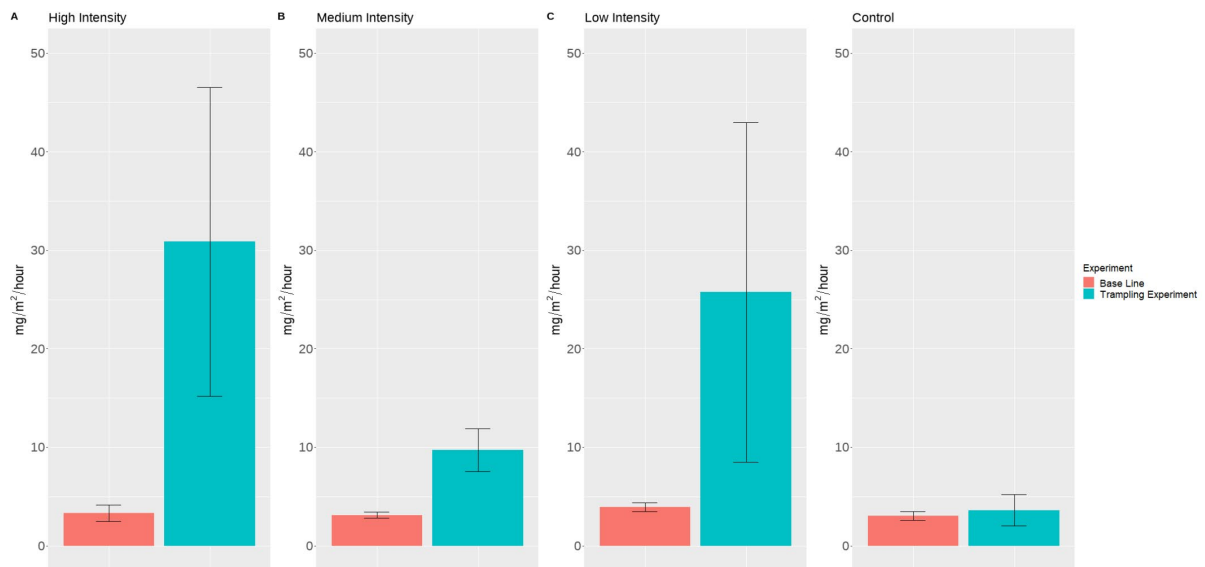 A High Intensity
B Medium Intensity
C Low Intensity
Control
50
40
30
20
10
0
mg/m²/hour
50
40
30
20
10
0
mg/m²/hour
50
40
30
20
10
0
mg/m²/hour
50
40
30
20
10
0
mg/m²/hour
Experiment
Base Line
Trampling Experiment